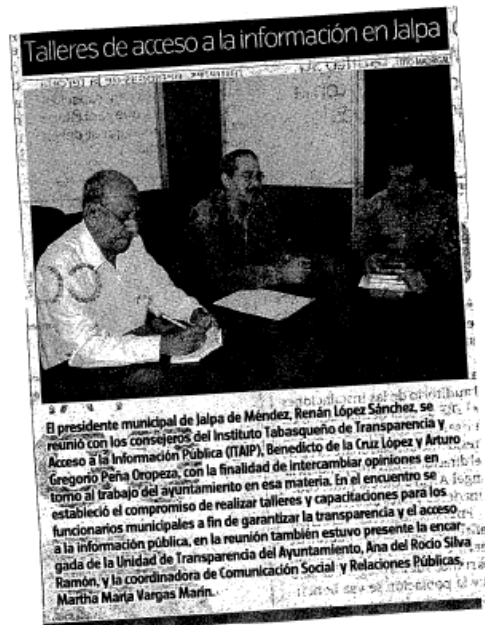 Talleres de acceso a la información en Jalpa
El presidente municipal de Jalpa de Méndez, Renán López Sánchez, se
reunió con los consejeros del Instituto Tabasqueño de Transparencia y
Acceso a la Información Pública (ITAIP), Benedicto de la Cruz López y Arturo
Gregorio Peña Oropeza, con la finalidad de intercambiar opiniones en
torno al trabajo del ayuntamiento en esa materia. En el encuentro se
estableció el compromiso de realizar talleres y capacitaciones para los
funcionarios municipales a fin de garantizar la transparencia y el acceso
a la información pública, en la reunión también estuvo presente la encar
gada de la Unidad de Transparencia del Ayuntamiento, Ana del Rocío Silva
Ramón, y la coordinadora de Comunicación Social y Relaciones Públicas,
Martha María Vargas Marín.